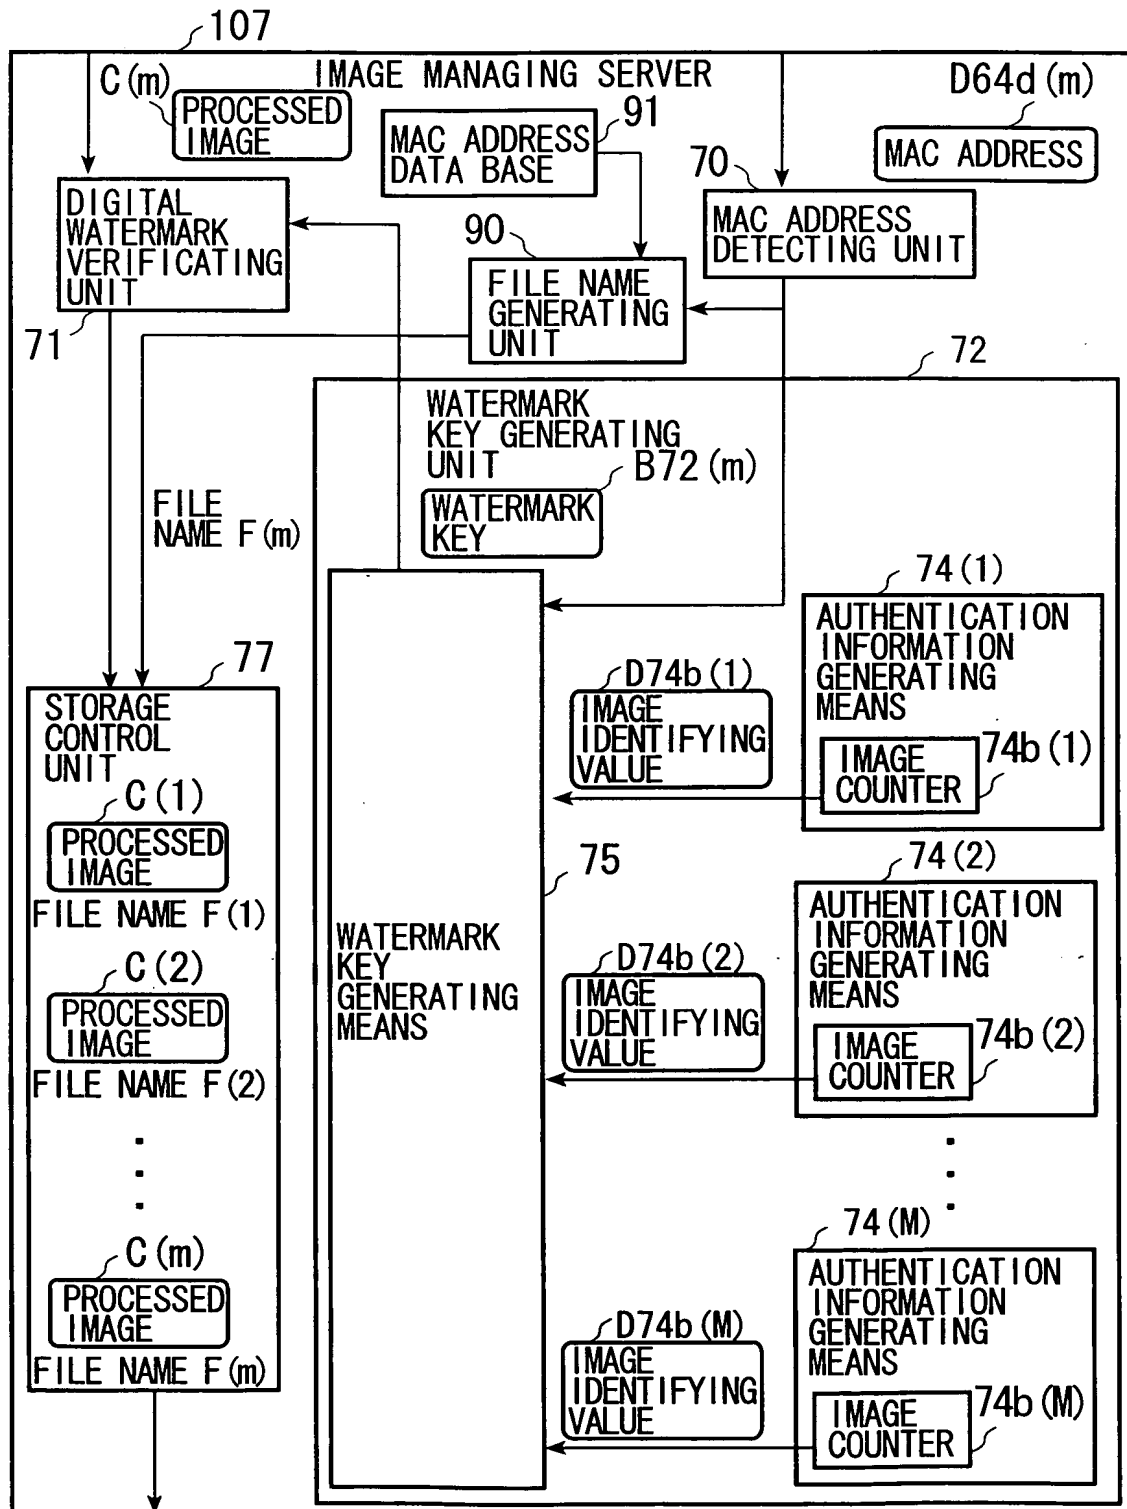 107
IMAGE MANAGING SERVER
C(m)
PROCESSED
IMAGE
MAC ADDRESS
DATA BASE
91
D64d(m)
MAC ADDRESS
70
MAC ADDRESS
DETECTING UNIT
DIGITAL
WATERMARK
VERIFICATING
UNIT
71
90
FILE NAME
GENERATING
UNIT
72
WATERMARK
KEY GENERATING
UNIT
B72(m)
WATERMARK
KEY
FILE
NAME F(m)
77
STORAGE
CONTROL
UNIT
C(1)
PROCESSED
IMAGE
FILE NAME F(1)
C(2)
PROCESSED
IMAGE
FILE NAME F(2)
C(m)
PROCESSED
IMAGE
FILE NAME F(m)
75
WATERMARK
KEY
GENERATING
MEANS
74(1)
AUTHENTICATION
INFORMATION
GENERATING
MEANS
74b(1)
IMAGE
COUNTER
D74b(1)
IMAGE
IDENTIFYING
VALUE
74(2)
AUTHENTICATION
INFORMATION
GENERATING
MEANS
74b(2)
IMAGE
COUNTER
D74b(2)
IMAGE
IDENTIFYING
VALUE
74(M)
AUTHENTICATION
INFORMATION
GENERATING
MEANS
74b(M)
IMAGE
COUNTER
D74b(M)
IMAGE
IDENTIFYING
VALUE